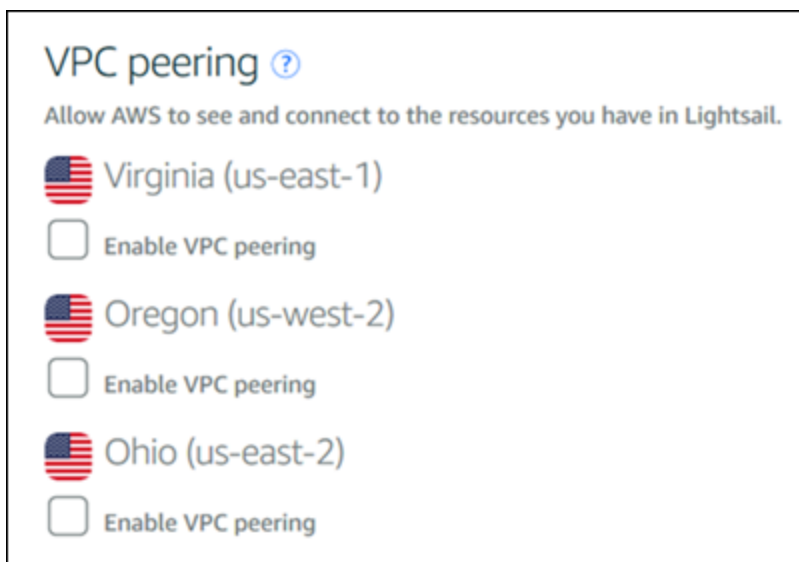 VPC peering ?
Allow AWS to see and connect to the resources you have in Lightsail.
Virginia (us-east-1)
Enable VPC peering
Oregon (us-west-2)
Enable VPC peering
Ohio (us-east-2)
Enable VPC peering